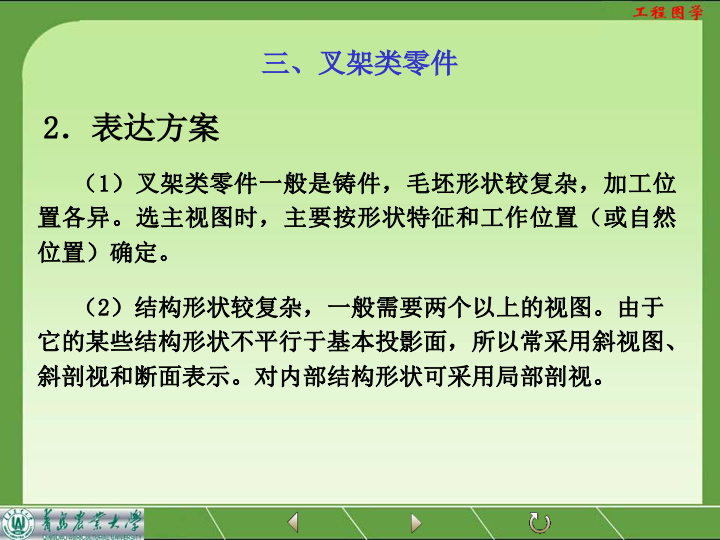 工程图学
三、叉架类零件
2．表达方案
（1）叉架类零件一般是铸件，毛坯形状较复杂，加工位
置各异。选主视图时，主要按形状特征和工作位置（或自然
位置）确定。
（2）结构形状较复杂，一般需要两个以上的视图。由于
它的某些结构形状不平行于基本投影面，所以常采用斜视图、
斜剖视和断面表示。对内部结构形状可采用局部剖视。
青岛农业大学